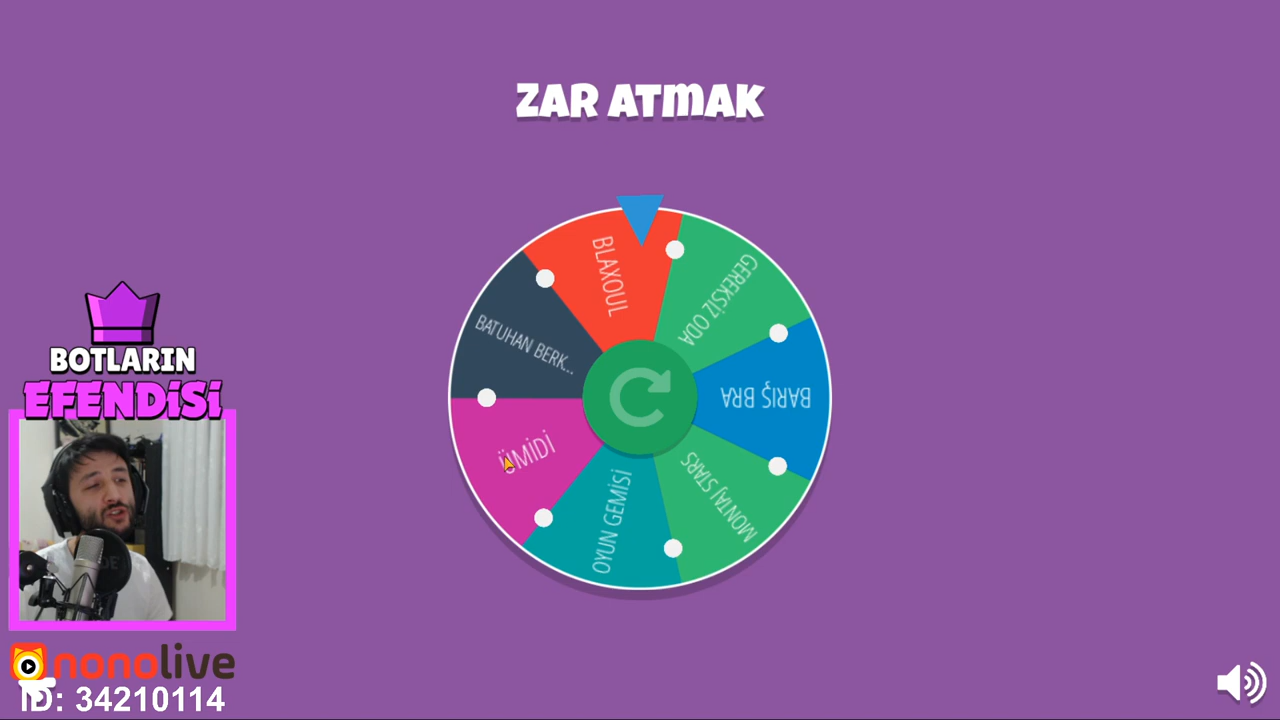 ZAR ATMAK
BLAXOUL
GEREKSİZ ODA
BARIŞ BRA
MONTAJ STARS
OYUN GEMİSİ
ÜMİDİ
BATUHAN BERK...
BOTLARIN
EFENDİSİ
nonolive
ID: 34210114